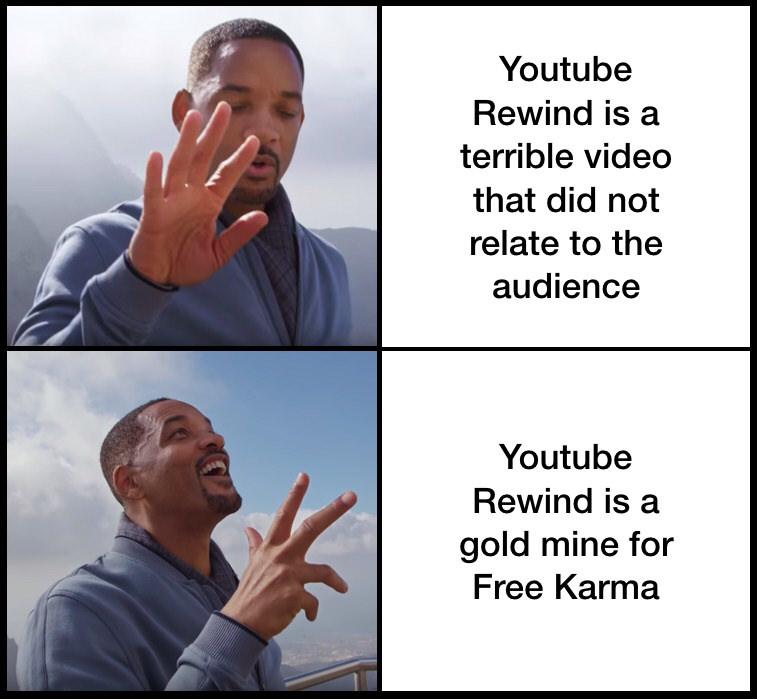 Youtube
Rewind is a
terrible video
that did not
relate to the
audience
Youtube
Rewind is a
gold mine for
Free Karma